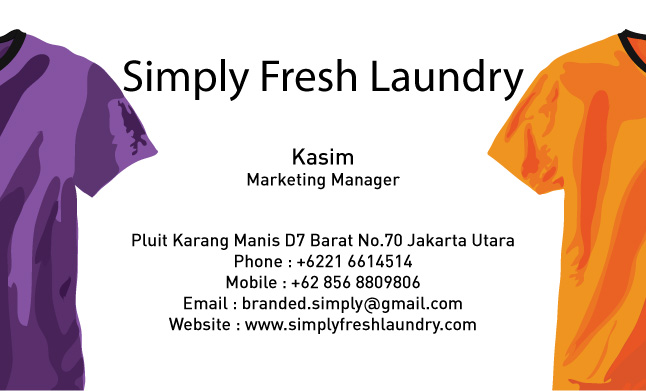 Simply Fresh Laundry
Kasim
Marketing Manager
Pluit Karang Manis D7 Barat No.70 Jakarta Utara
Phone : +6221 6614514
Mobile : +62 856 8809806
Email : branded.simply@gmail.com
Website : www.simplyfreshlaundry.com